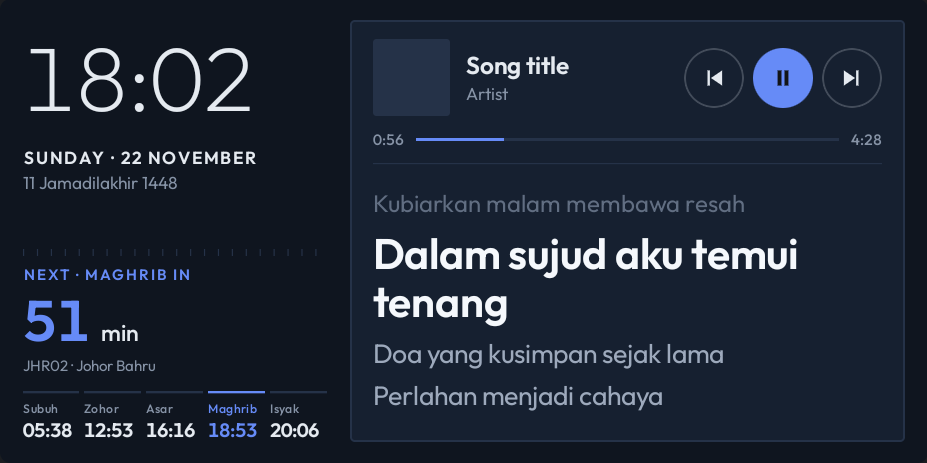 18:02
SUNDAY · 22 NOVEMBER
11 Jamadilakhir 1448
NEXT · MAGHRIB IN
51 min
JHR02 · Johor Bahru
Subuh Zohor Asar Maghrib Isyak
05:38 12:53 16:16 18:53 20:06
Song title
Artist
0:56 4:28
Kubiarkan malam membawa resah
Dalam sujud aku temui
tenang
Doa yang kusimpan sejak lama
Perlahan menjadi cahaya